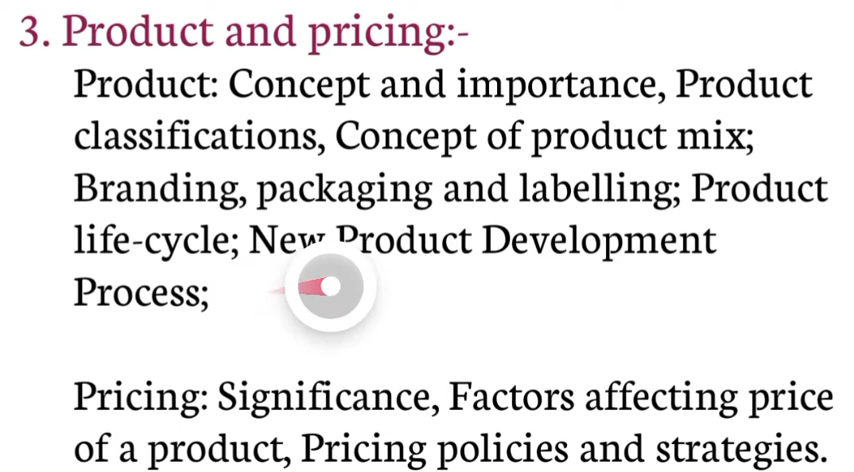 3. Product and pricing:-
Product: Concept and importance, Product
classifications, Concept of product mix;
Branding, packaging and labelling; Product
life-cycle; New Product Development
Process;
Pricing: Significance, Factors affecting price
of a product, Pricing policies and strategies.